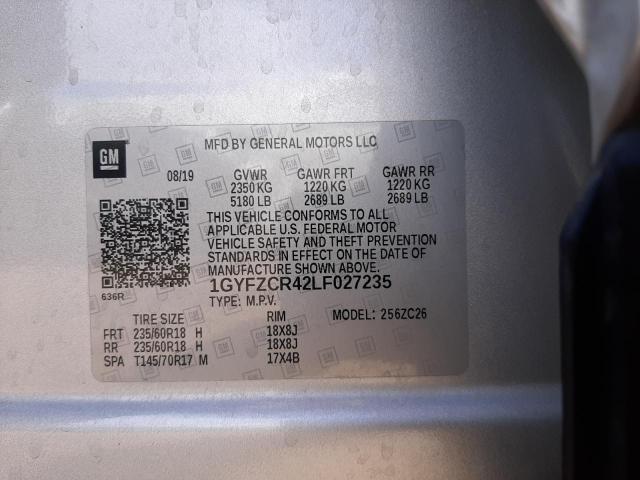 GM
MFD BY GENERAL MOTORS LLC
08/19 GVWR GAWR FRT GAWR RR
2350 KG 1220 KG 1220 KG
5180 LB 2689 LB 2689 LB
THIS VEHICLE CONFORMS TO ALL
APPLICABLE U.S. FEDERAL MOTOR
VEHICLE SAFETY AND THEFT PREVENTION
STANDARDS IN EFFECT ON THE DATE OF
MANUFACTURE SHOWN ABOVE.
636R
1GYFZCR42LF027235
TYPE: M.P.V.
TIRE SIZE RIM MODEL: 256ZC26
FRT 235/60R18 H 18X8J
RR 235/60R18 H 18X8J
SPA T145/70R17 M 17X4B